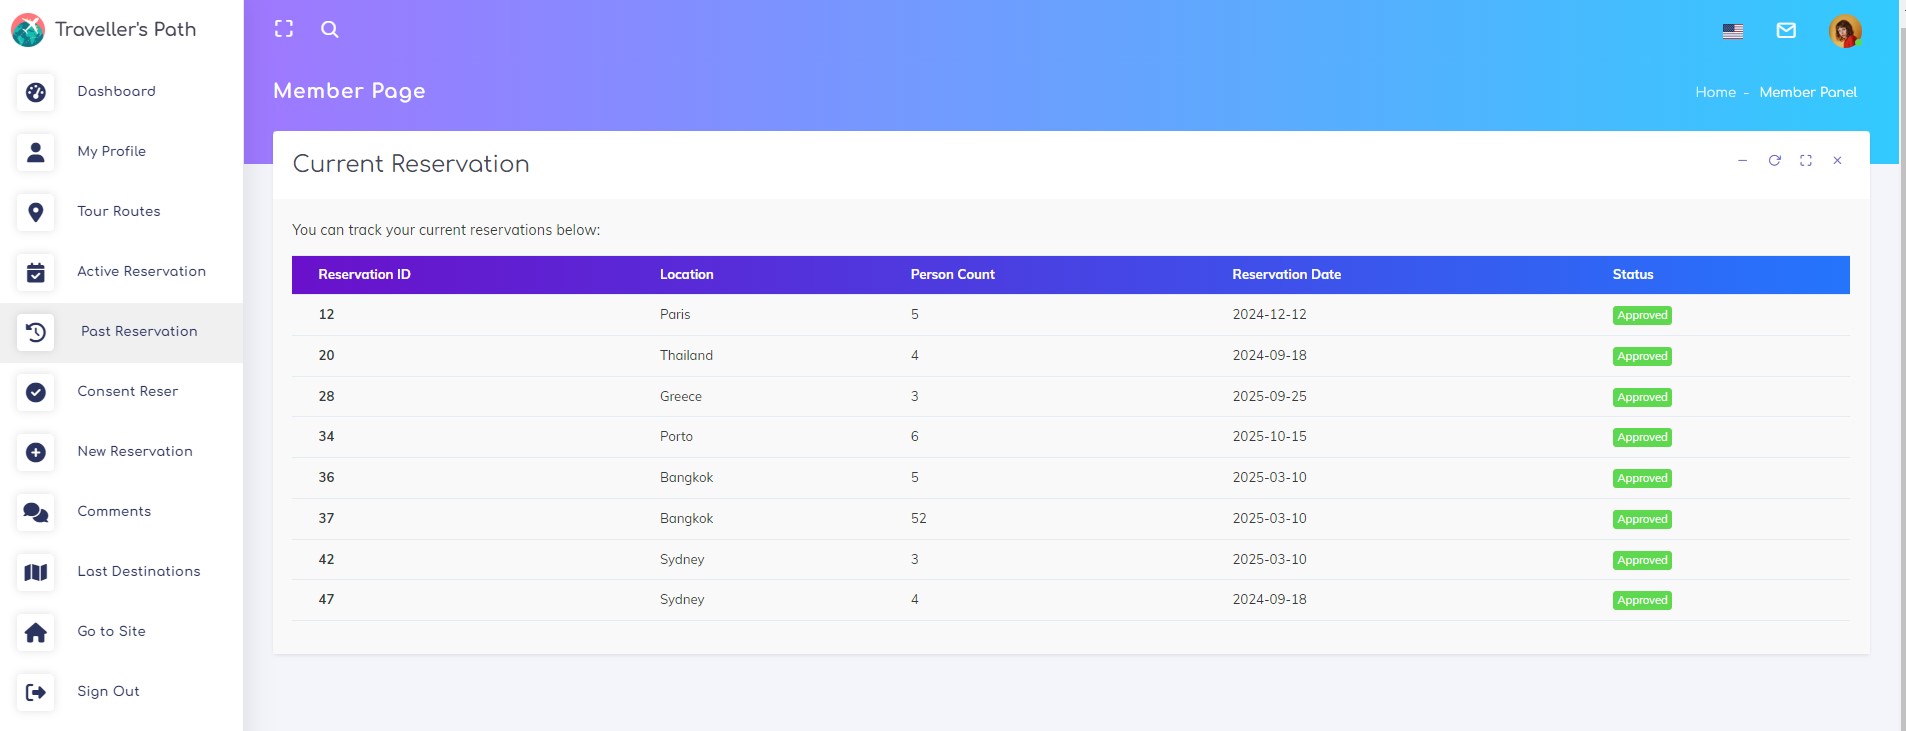 Traveller's Path
Dashboard
My Profile
Tour Routes
Active Reservation
Past Reservation
Consent Reser
New Reservation
Comments
Last Destinations
Go to Site
Sign Out
Member Page
Home - Member Panel
Current Reservation
You can track your current reservations below:
Reservation ID Location Person Count Reservation Date Status
12 Paris 5 2024-12-12 Approved
20 Thailand 4 2024-09-18 Approved
28 Greece 3 2025-09-25 Approved
34 Porto 6 2025-10-15 Approved
36 Bangkok 5 2025-03-10 Approved
37 Bangkok 52 2025-03-10 Approved
42 Sydney 3 2025-03-10 Approved
47 Sydney 4 2024-09-18 Approved